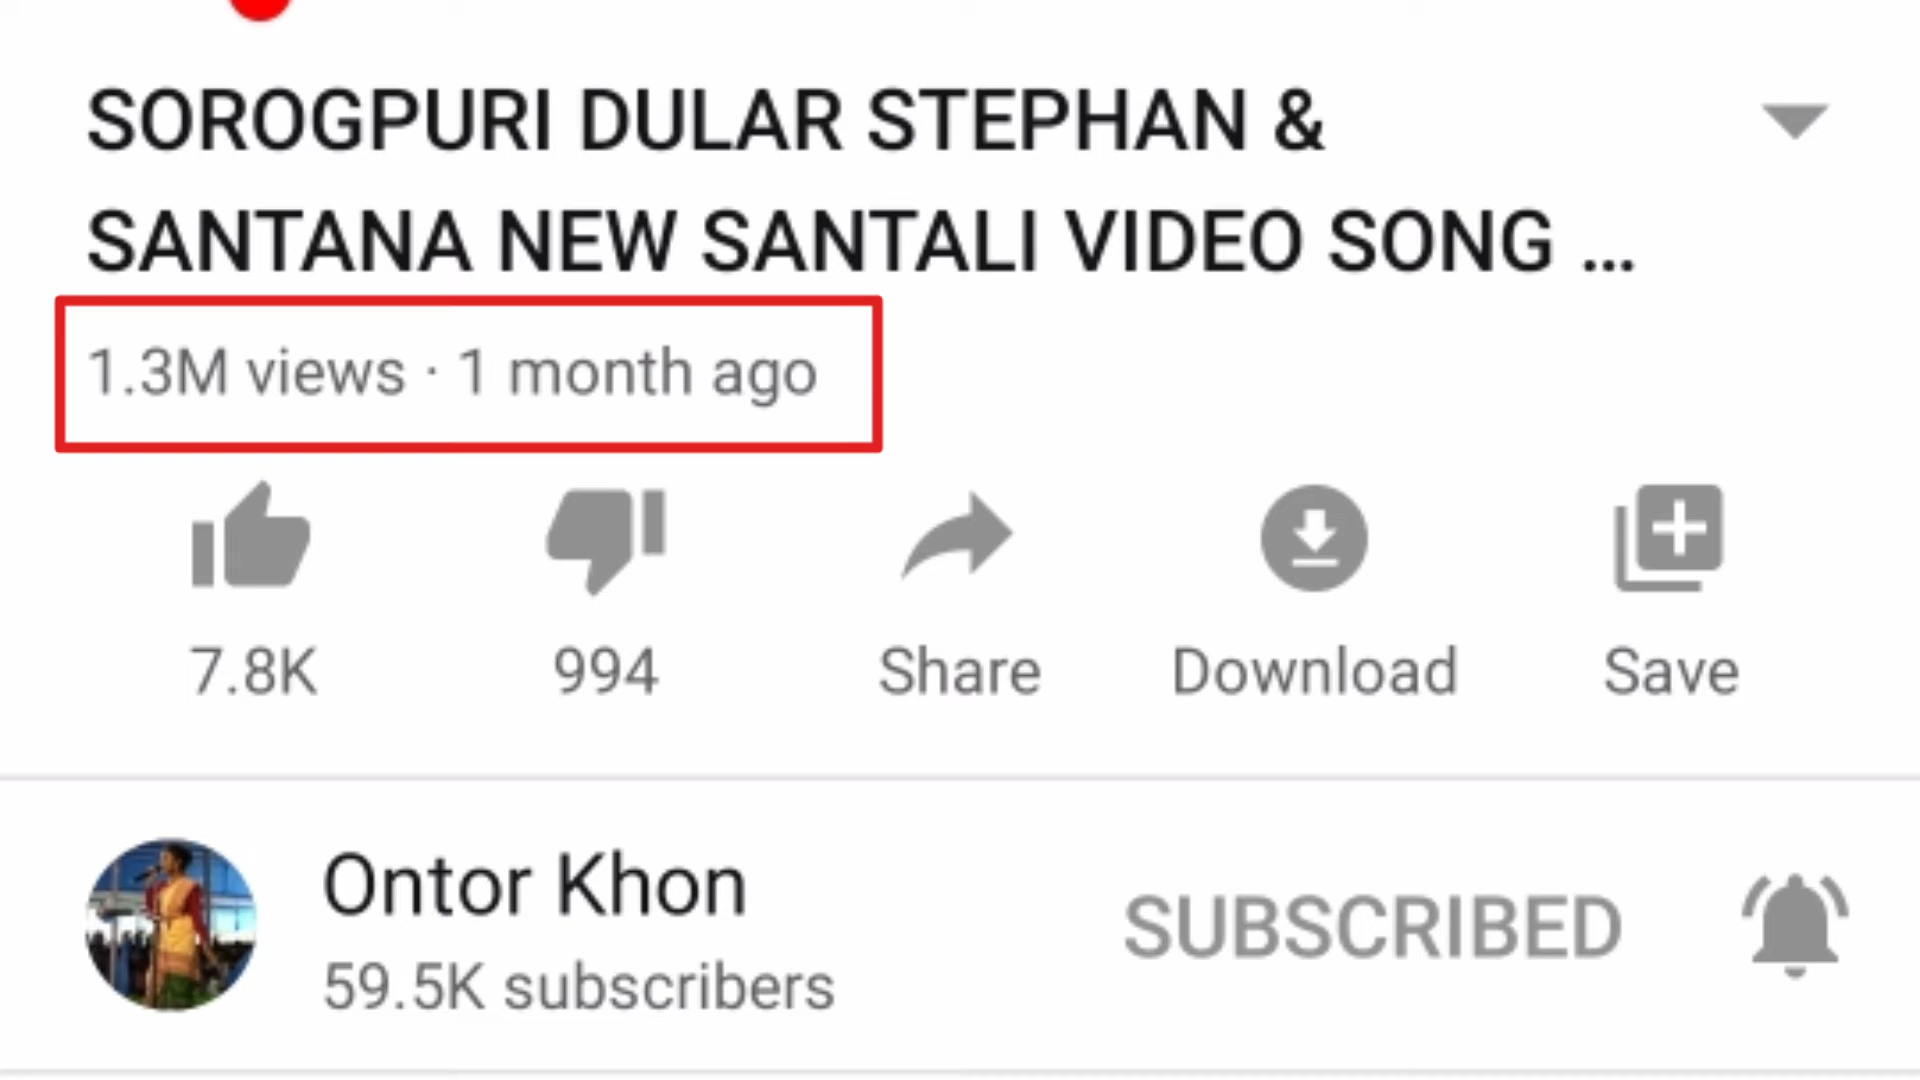 SOROGPURI DULAR STEPHAN &
SANTANA NEW SANTALI VIDEO SONG ...
1.3M views · 1 month ago
7.8K 994 Share Download Save
Ontor Khon
SUBSCRIBED
59.5K subscribers